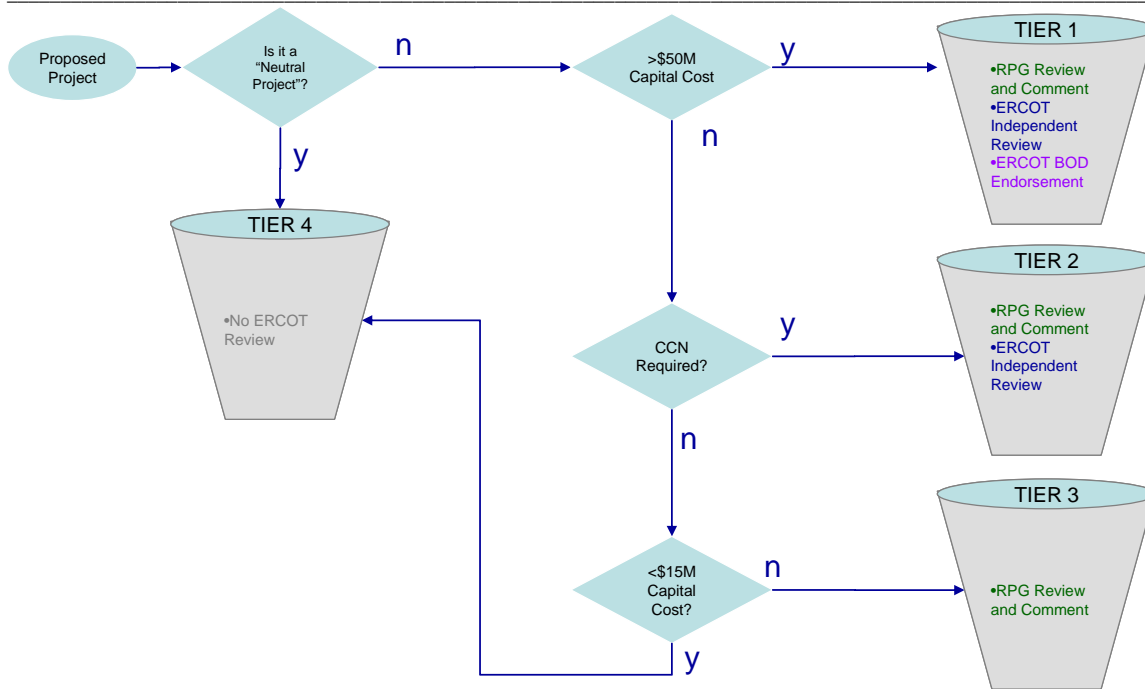 Proposed
Project
Is it a
“Neutral
Project”?
n
>$50M
Capital Cost
y
TIER 1
•RPG Review
and Comment
•ERCOT
Independent
Review
•ERCOT BOD
Endorsement
y
n
TIER 4
•No ERCOT
Review
CCN
Required?
y
TIER 2
•RPG Review
and Comment
•ERCOT
Independent
Review
n
<$15M
Capital
Cost?
n
TIER 3
•RPG Review
and Comment
y